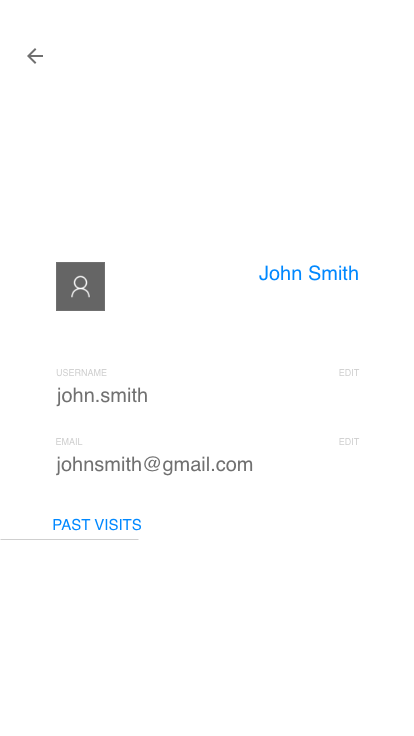 John Smith
USERNAME EDIT
john.smith
EMAIL EDIT
johnsmith@gmail.com
PAST VISITS